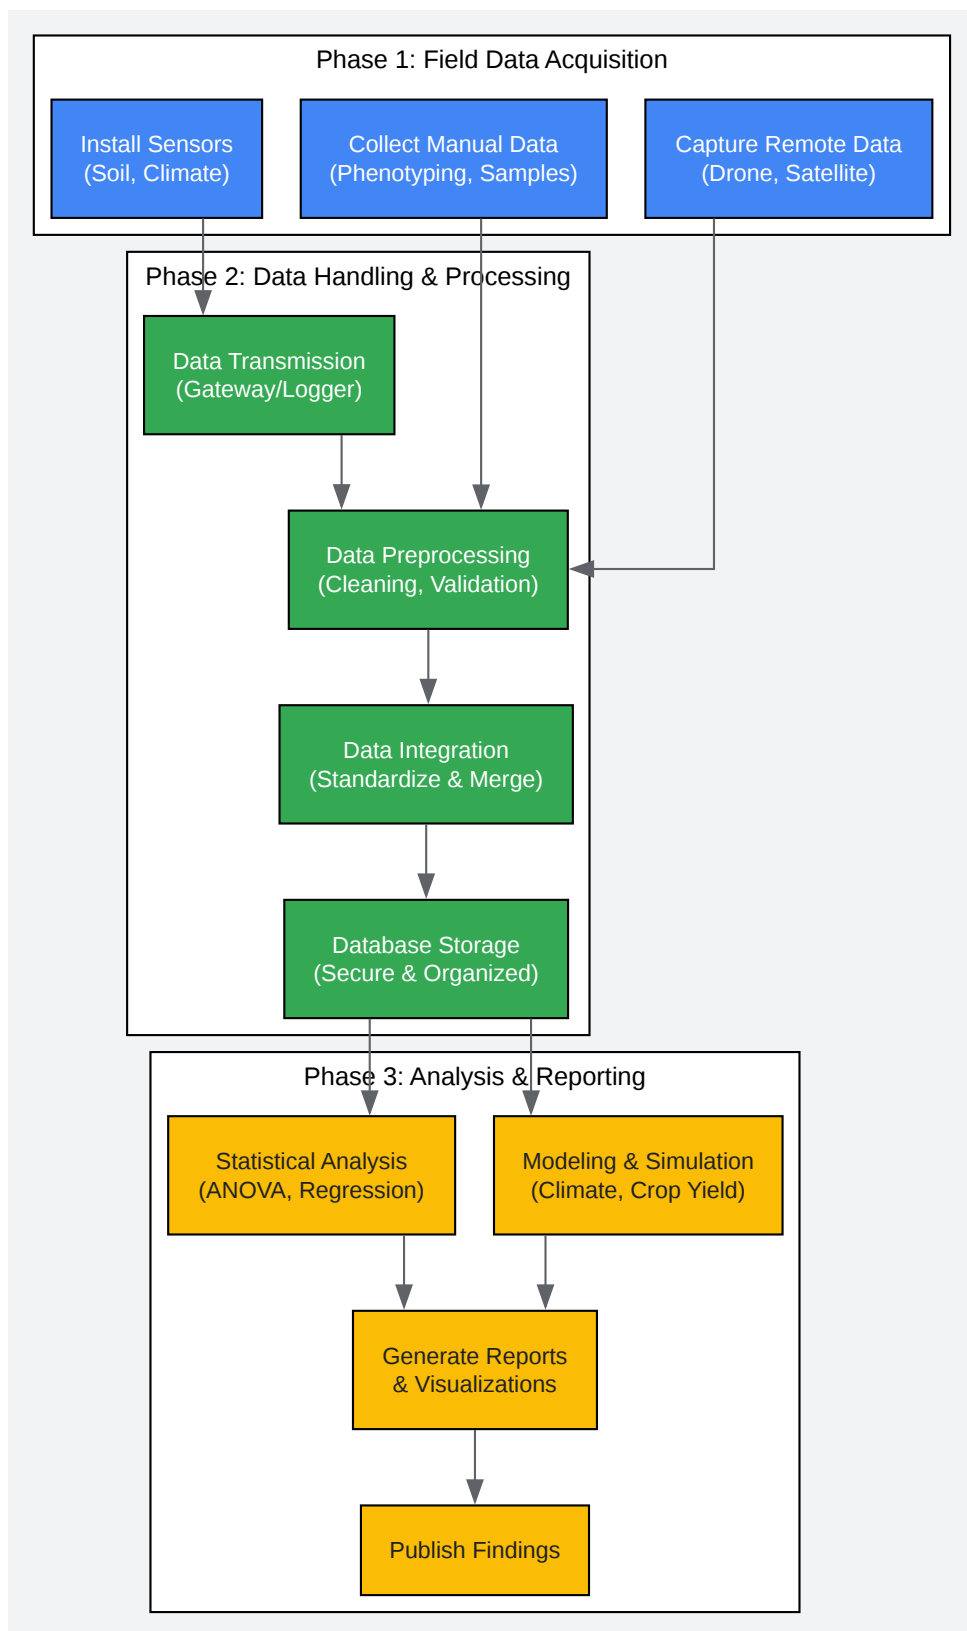 Phase 1: Field Data Acquisition
Install Sensors
(Soil, Climate)
Collect Manual Data
(Phenotyping, Samples)
Capture Remote Data
(Drone, Satellite)
Phase 2: Data Handling & Processing
Data Transmission
(Gateway/Logger)
Data Preprocessing
(Cleaning, Validation)
Data Integration
(Standardize & Merge)
Database Storage
(Secure & Organized)
Phase 3: Analysis & Reporting
Statistical Analysis
(ANOVA, Regression)
Modeling & Simulation
(Climate, Crop Yield)
Generate Reports
& Visualizations
Publish Findings